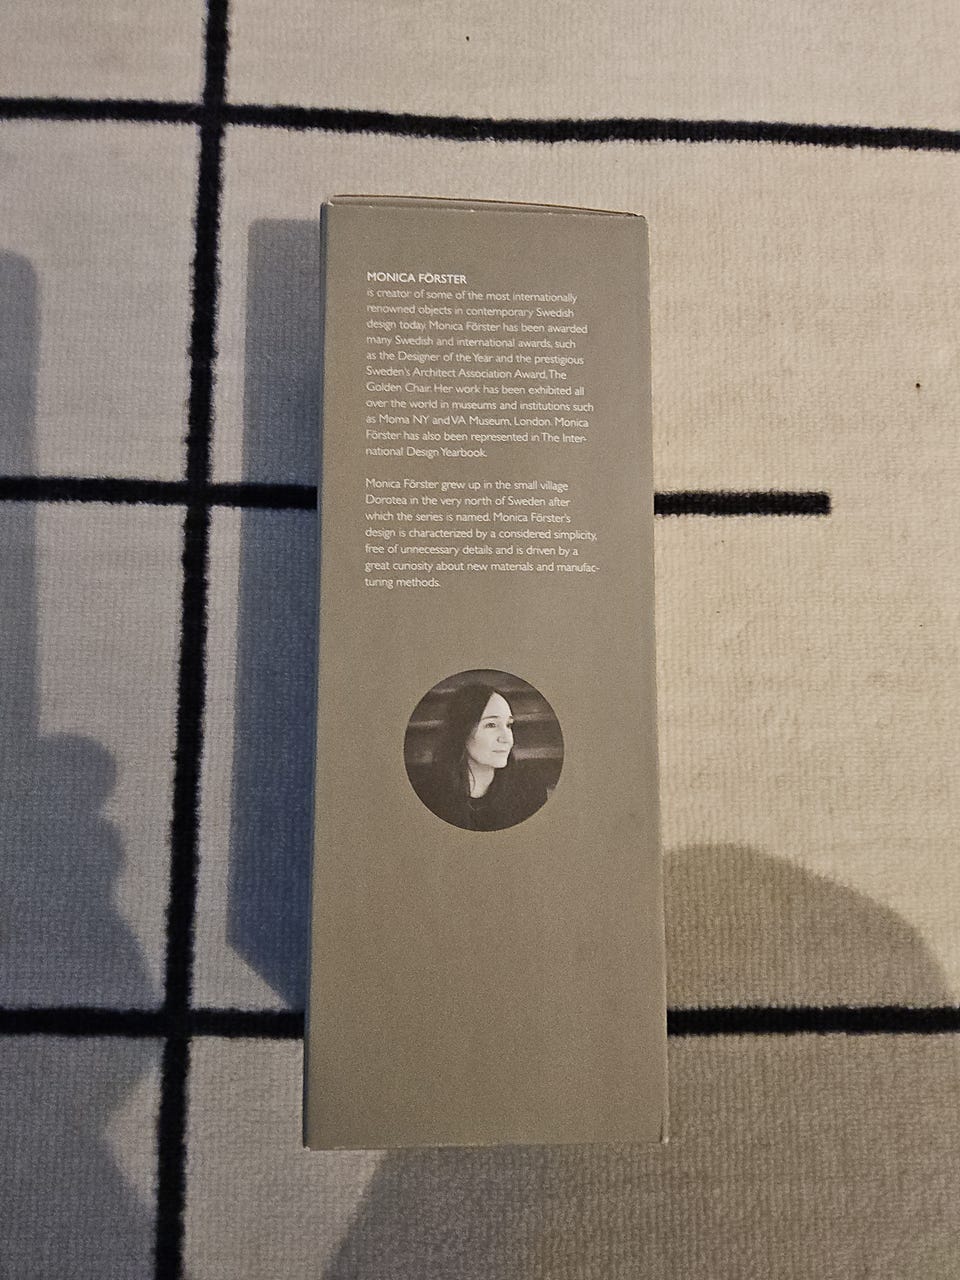 MONICA FÖRSTER
is creator of some of the most internationally
renowned objects in contemporary Swedish
design today. Monica Förster has been awarded
many Swedish and international awards, such
as the Designer of the Year and the prestigious
Sweden's Architect Association Award, The
Golden Chair. Her work has been exhibited all
over the world in museums and institutions such
as Moma NY and VA Museum, London. Monica
Förster has also been represented in The Inter-
national Design Yearbook.
Monica Förster grew up in the small village
Dorotea in the very north of Sweden after
which the series is named. Monica Förster's
design is characterized by a considered simplicity,
free of unnecessary details and is driven by a
great curiosity about new materials and manufac-
turing methods.